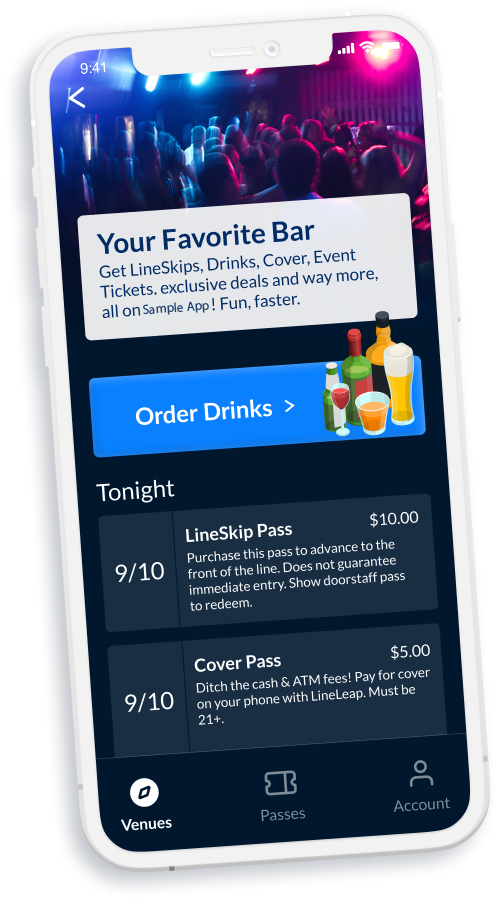 9:41
Your Favorite Bar
Get LineSkips, Drinks, Cover, Event
Tickets, exclusive deals and way more,
all on Sample App! Fun, faster.
Order Drinks >
Tonight
9/10
LineSkip Pass
$10.00
Purchase this pass to advance to the
front of the line. Does not guarantee
immediate entry. Show doorstaff pass
to redeem.
9/10
Cover Pass
$5.00
Ditch the cash & ATM fees! Pay for cover
on your phone with LineLeap. Must be
21+.
Venues
Passes
Account